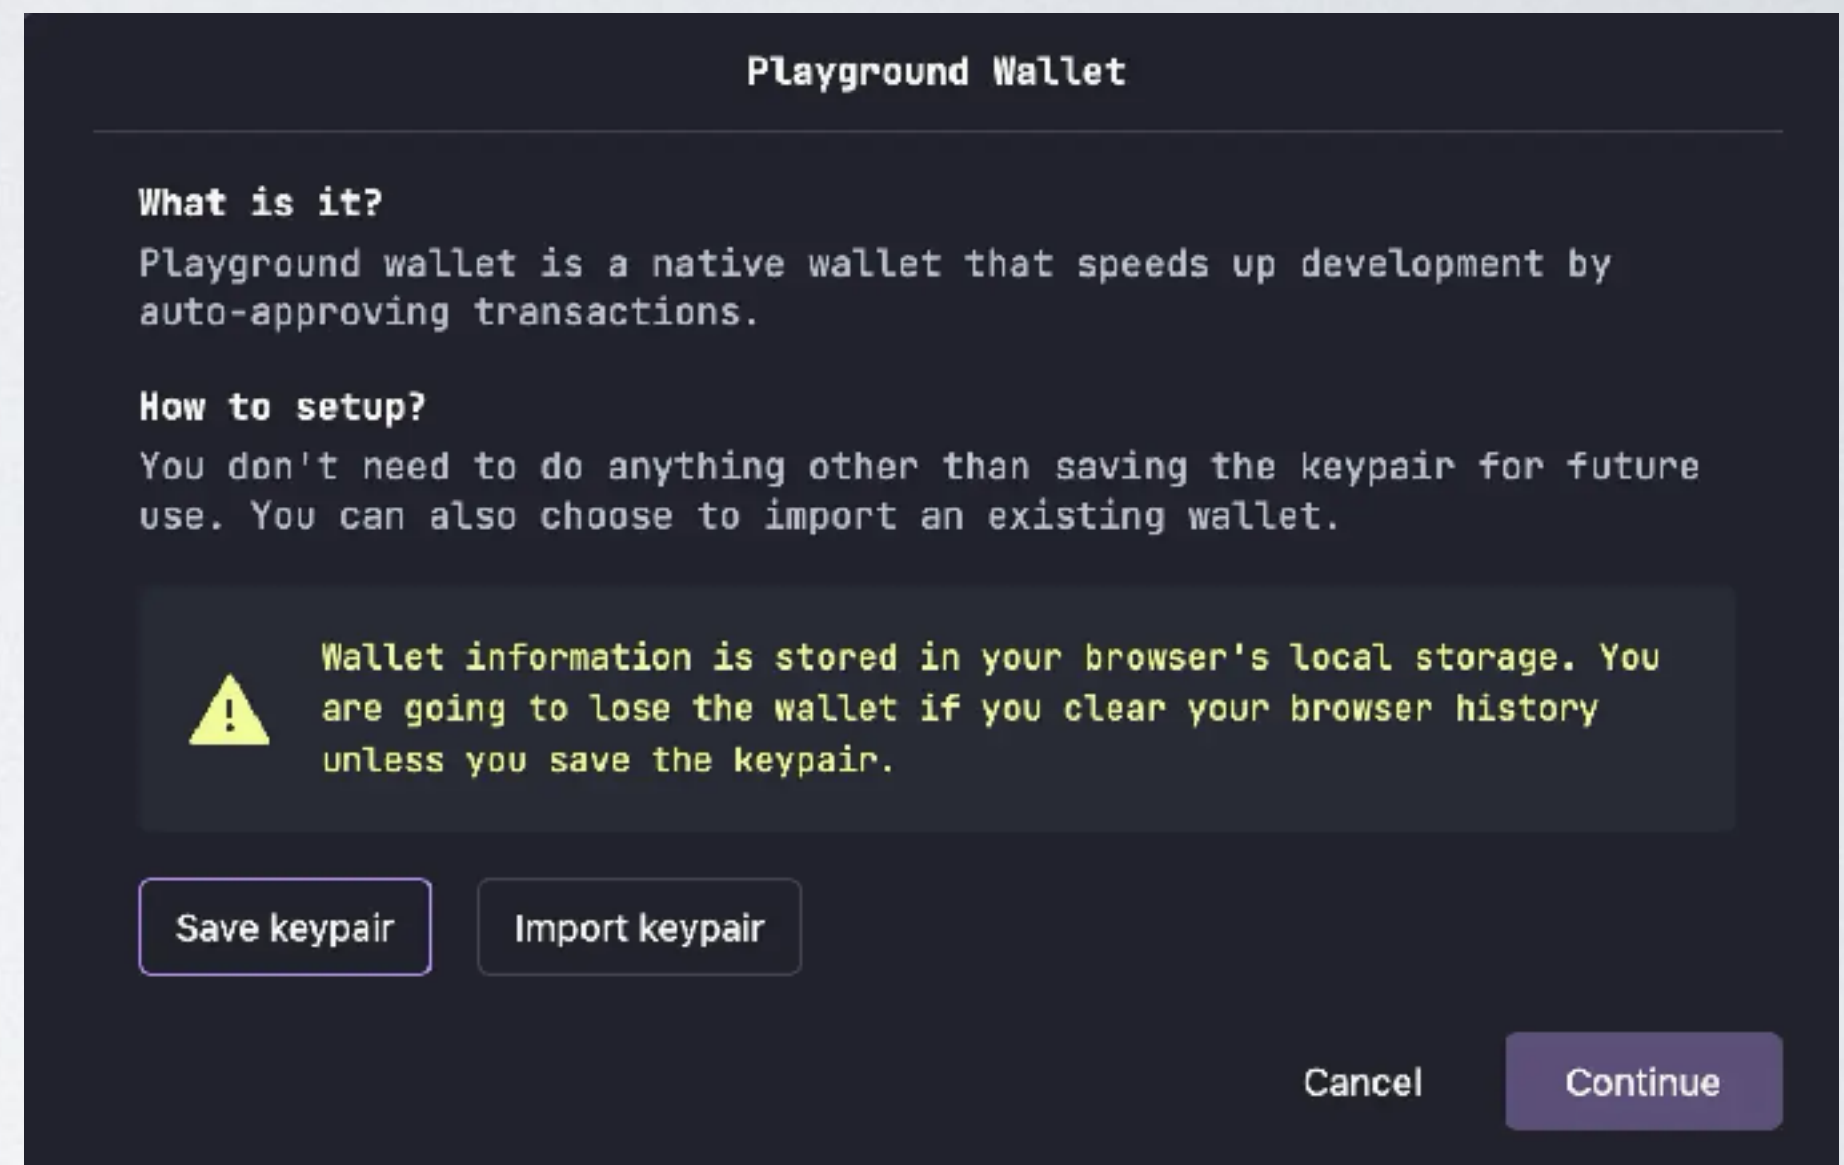 Playground Wallet
What is it?
Playground wallet is a native wallet that speeds up development by
auto-approving transactions.
How to setup?
You don't need to do anything other than saving the keypair for future
use. You can also choose to import an existing wallet.
Wallet information is stored in your browser's local storage. You
are going to lose the wallet if you clear your browser history
unless you save the keypair.
Save keypair Import keypair
Cancel Continue